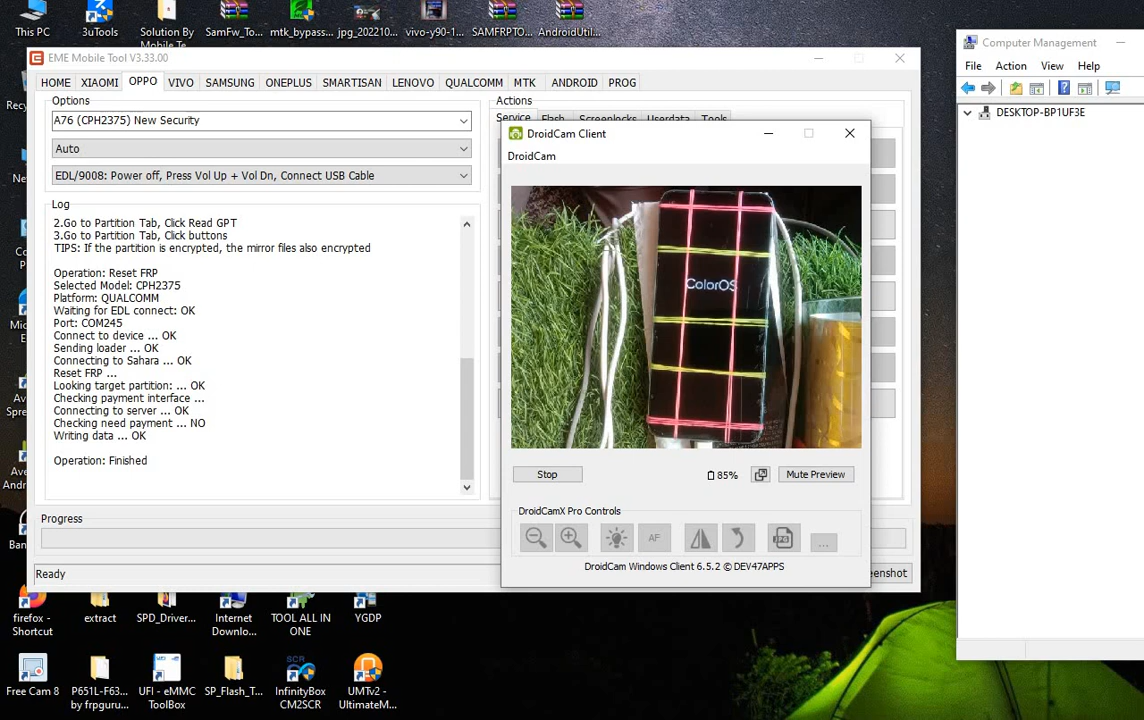 This PC
3uTools
Solution By
Mobile Te...
SamFw_To...
mtk_bypass...
jpg_202210...
vivo-y90-1...
SAMFRPTO...
AndroidUtil...
EME Mobile Tool V3.33.00
HOME XIAOMI OPPO VIVO SAMSUNG ONEPLUS SMARTISAN LENOVO QUALCOMM MTK ANDROID PROG
Options
A76 (CPH2375) New Security
Auto
EDL/9008: Power off, Press Vol Up + Vol Dn, Connect USB Cable
Log
2.Go to Partition Tab, Click Read GPT
3.Go to Partition Tab, Click buttons
TIPS: If the partition is encrypted, the mirror files also encrypted
Operation: Reset FRP
Selected Model: CPH2375
Platform: QUALCOMM
Waiting for EDL connect: OK
Port: COM245
Connect to device ... OK
Sending loader ... OK
Connecting to Sahara ... OK
Reset FRP ...
Looking target partition: ... OK
Checking payment interface ...
Connecting to server ... OK
Checking need payment ... NO
Writing data ... OK
Operation: Finished
Progress
Ready
Actions
Service Flash Screenlocks Userdata Tools
DroidCam Client
DroidCam
ColorOS
Stop
85%
Mute Preview
DroidCamX Pro Controls
AF
JPG
...
DroidCam Windows Client 6.5.2 © DEV47APPS
Computer Management
File Action View Help
DESKTOP-BP1UF3E
firefox -
Shortcut
extract
SPD_Driver...
Internet
Downlo...
TOOL ALL IN
ONE
YGDP
Free Cam 8
P651L-F63...
by frpguru...
UFI - eMMC
ToolBox
SP_Flash_T...
SCR
InfinityBox
CM2SCR
UMTv2 -
UltimateM...